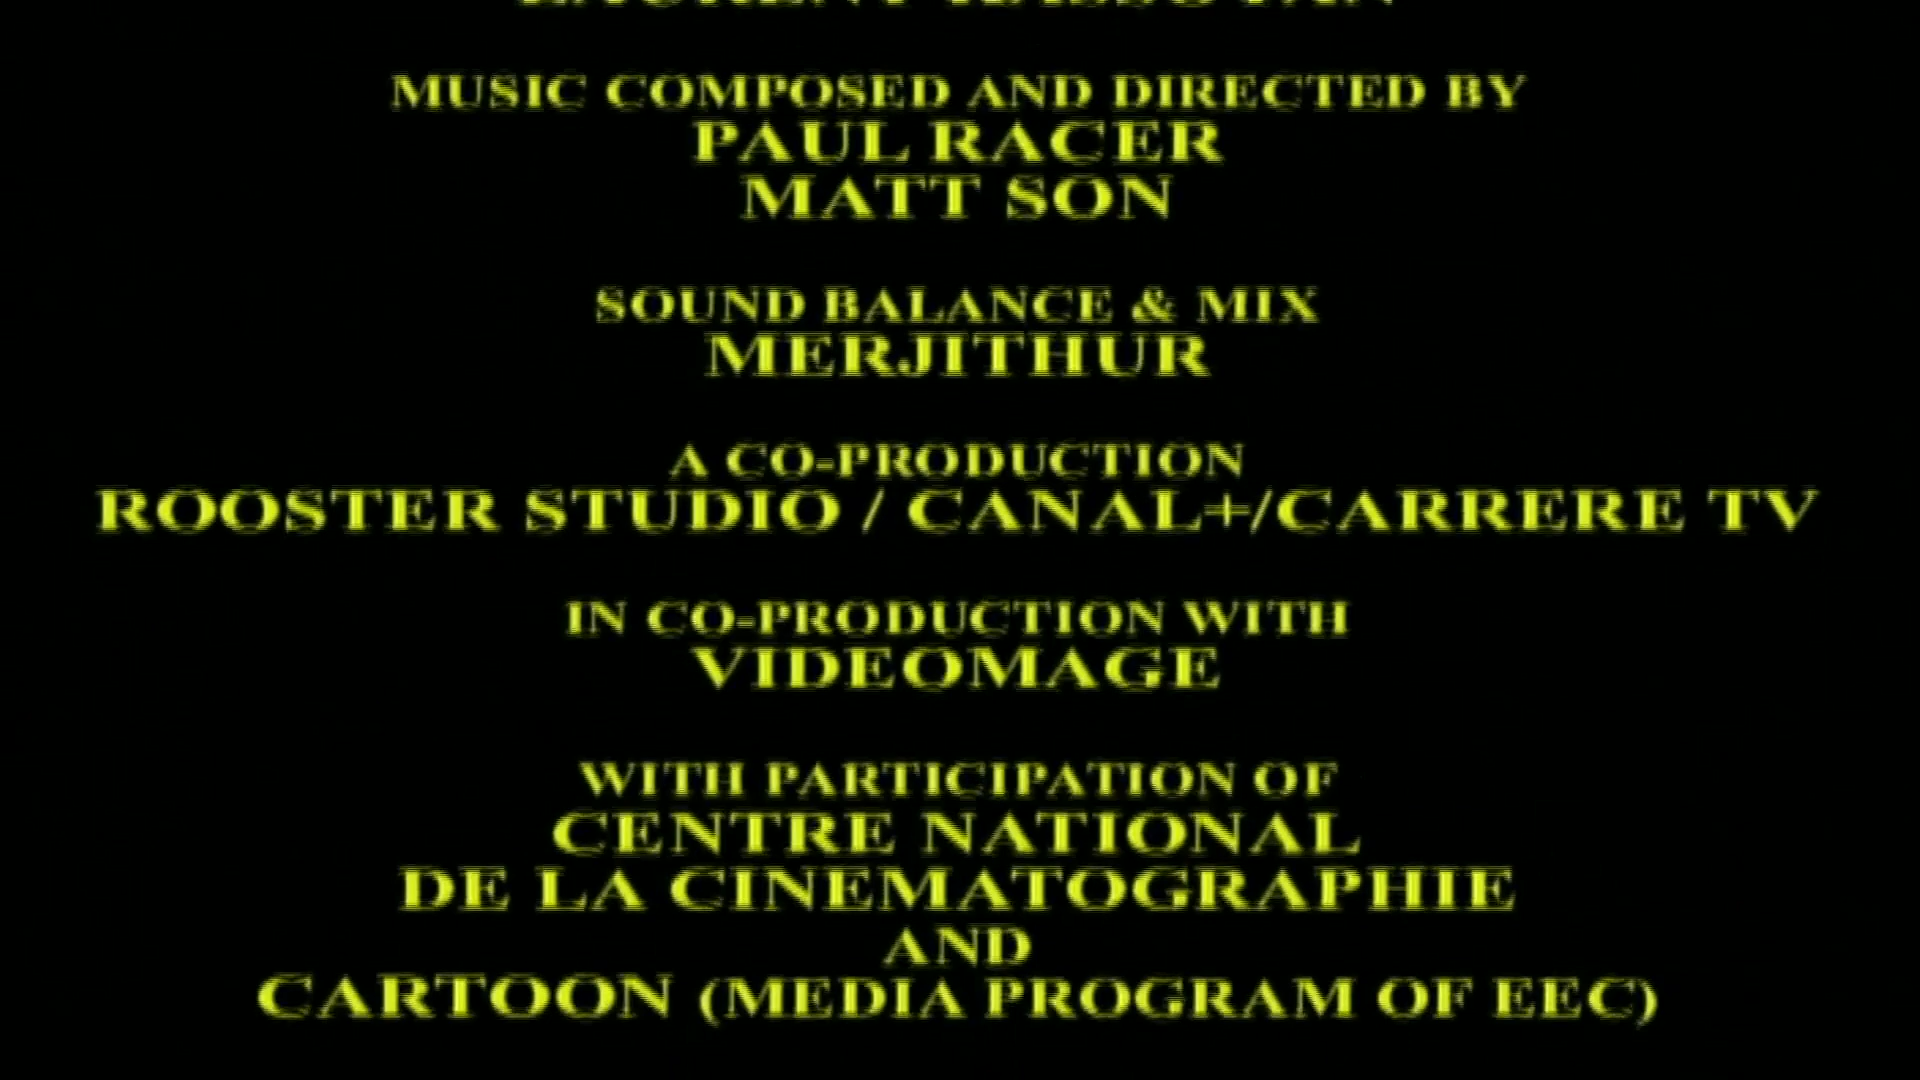 MUSIC COMPOSED AND DIRECTED BY
PAUL RACER
MATT SON
SOUND BALANCE & MIX
MERJITHUR
A CO-PRODUCTION
ROOSTER STUDIO / CANAL+/CARRERE TV
IN CO-PRODUCTION WITH
VIDEOMAGE
WITH PARTICIPATION OF
CENTRE NATIONAL
DE LA CINEMATOGRAPHIE
AND
CARTOON (MEDIA PROGRAM OF EEC)